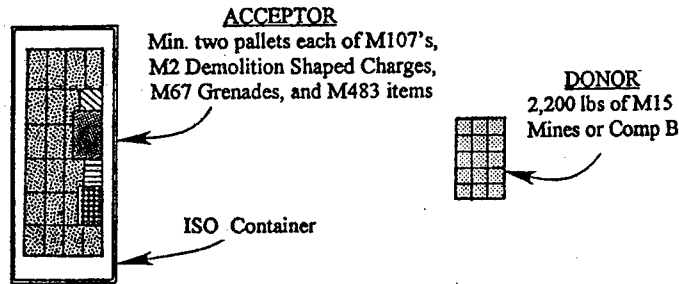 ACCEPTOR
Min. two pallets each of M107's,
M2 Demolition Shaped Charges,
M67 Grenades, and M483 items
DONOR
2,200 lbs of M15
Mines or Comp B
ISO Container